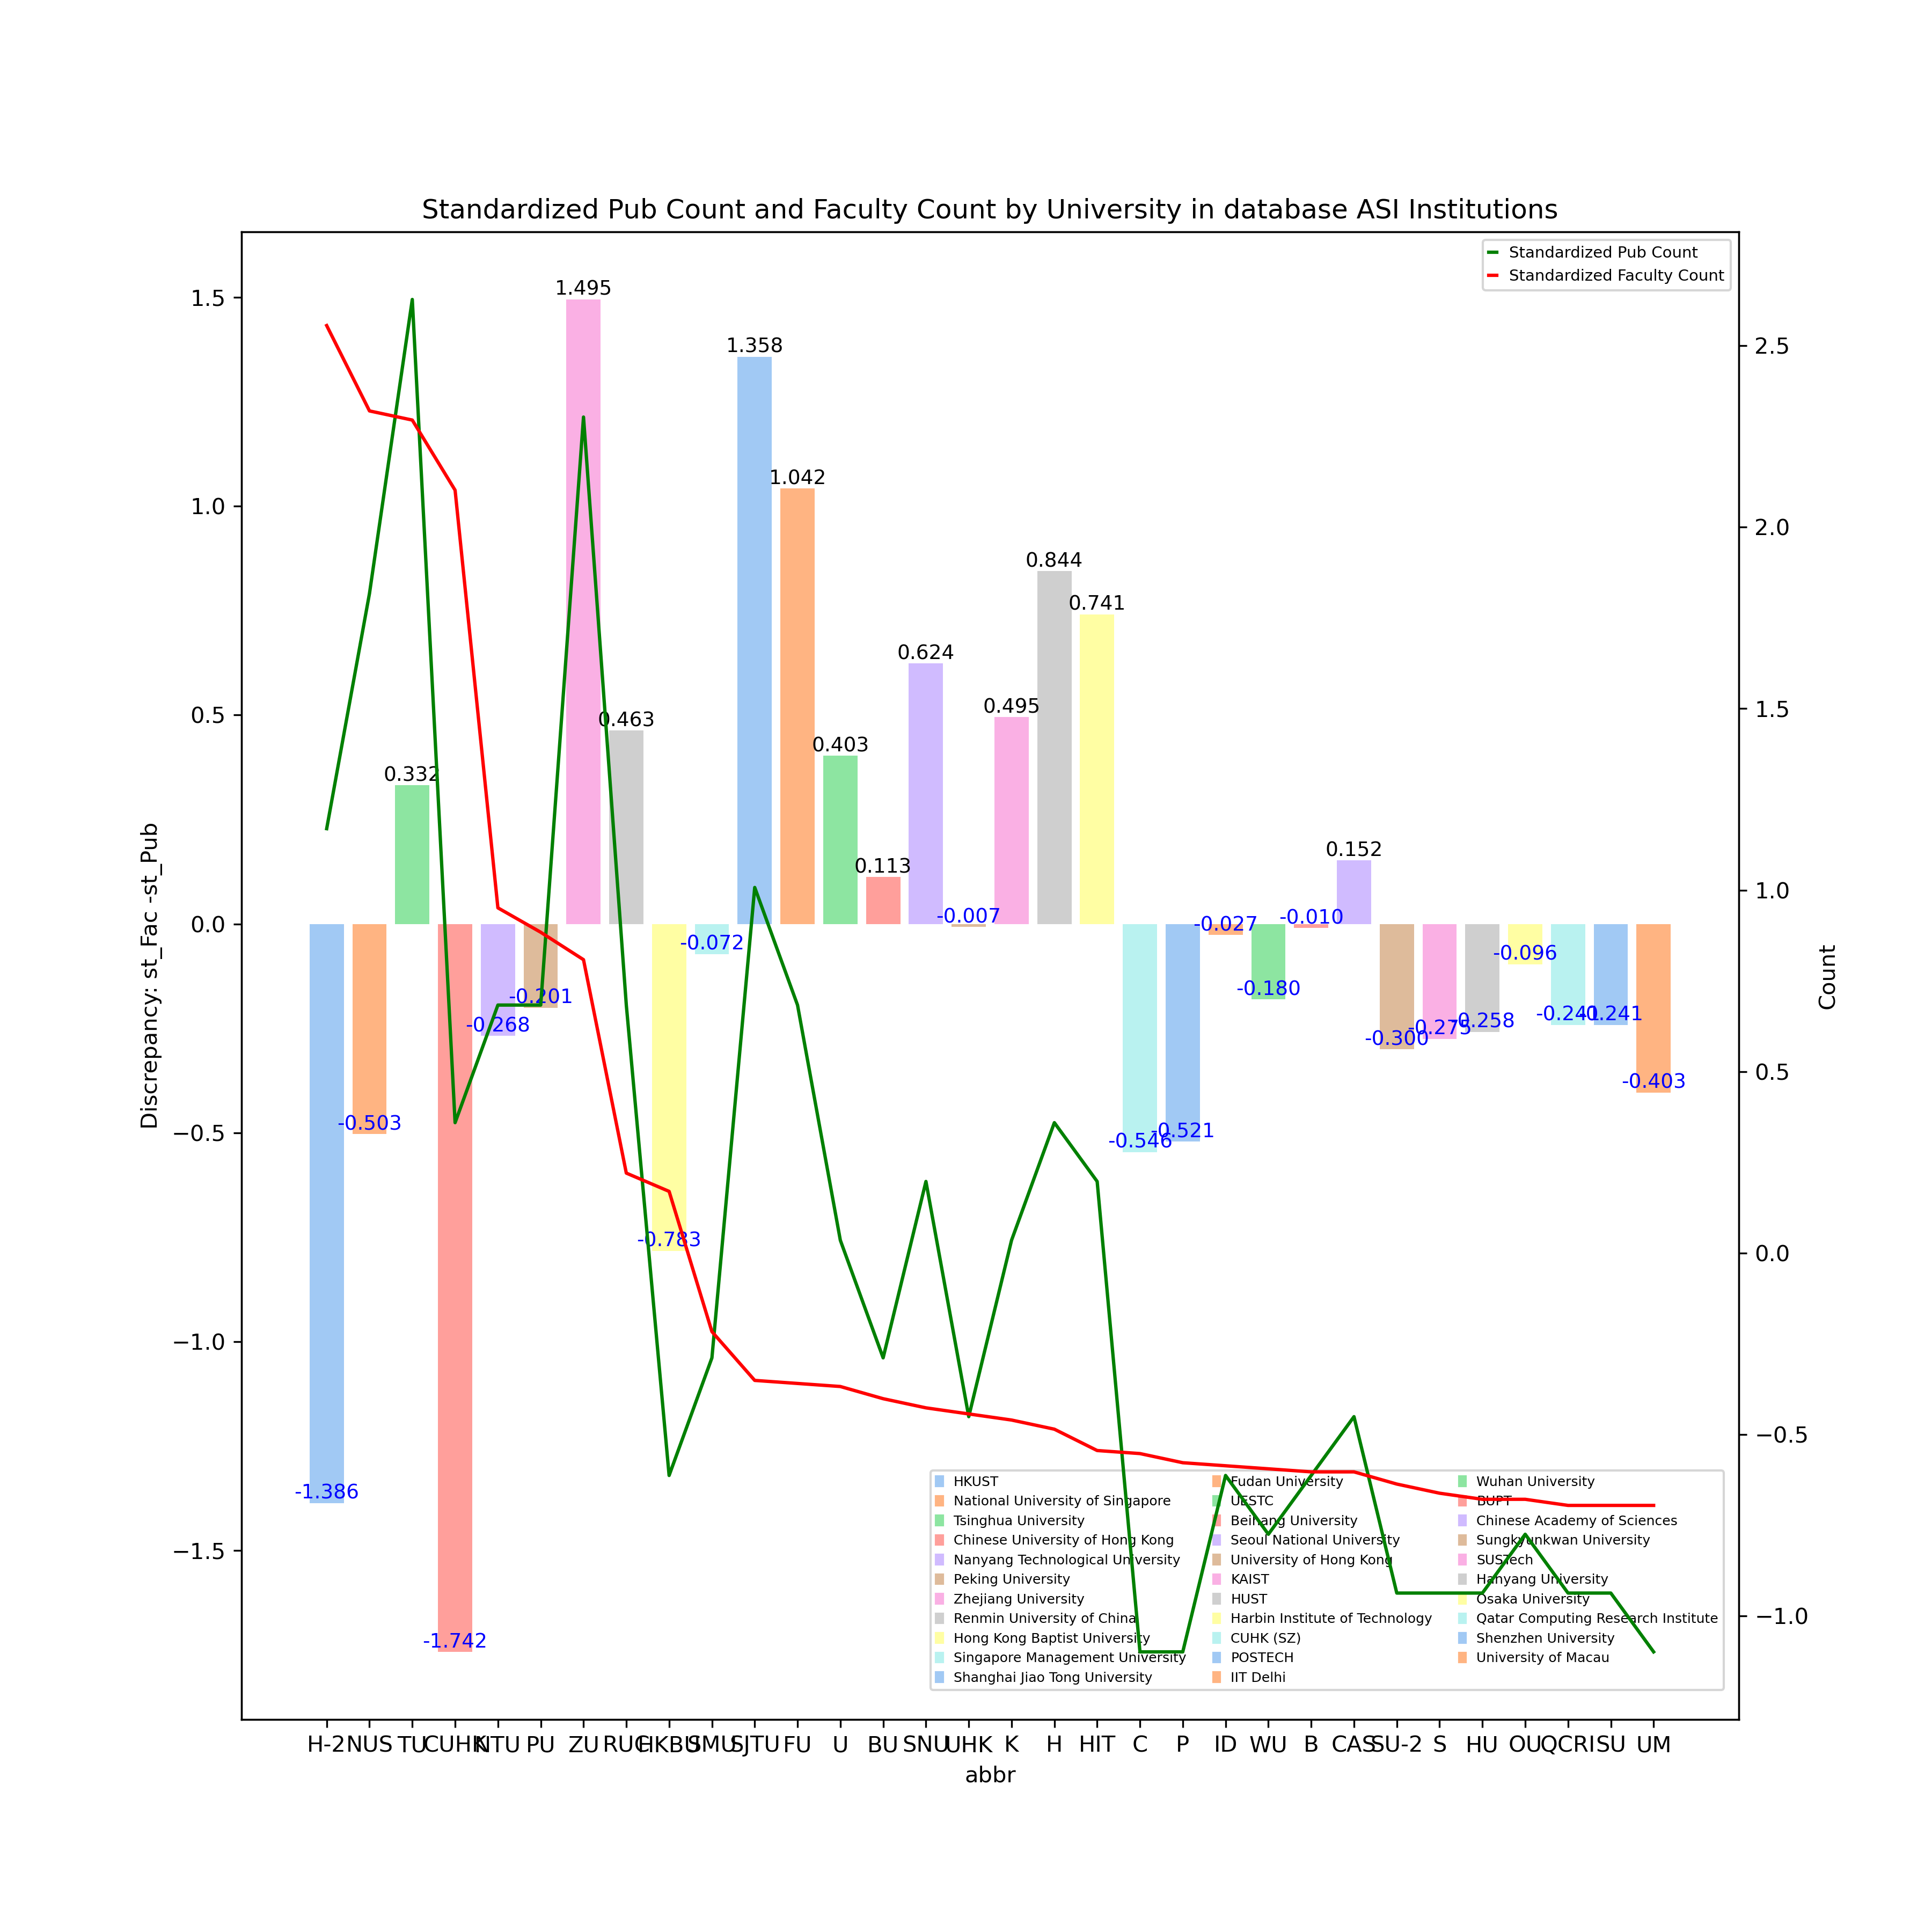 Standardized Pub Count and Faculty Count by University in database ASI Institutions
Standardized Pub Count
Standardized Faculty Count
Discrepancy: st_Fac -st_Pub
1.5
1.0
0.5
0.0
−0.5
−1.0
−1.5
2.5
2.0
1.5
1.0
0.5
0.0
−0.5
−1.0
Count
-1.386
-0.503
0.332
-1.742
-0.268
-0.201
1.495
0.463
-0.783
-0.072
1.358
1.042
0.403
0.113
0.624
-0.007
0.495
0.844
0.741
-0.546
-0.521
-0.027
-0.180
-0.010
0.152
-0.300
-0.275
-0.258
-0.096
-0.241
-0.241
-0.403
HKUST
National University of Singapore
Tsinghua University
Chinese University of Hong Kong
Nanyang Technological University
Peking University
Zhejiang University
Renmin University of China
Hong Kong Baptist University
Singapore Management University
Shanghai Jiao Tong University
Fudan University
UESTC
Beihang University
Seoul National University
University of Hong Kong
KAIST
HUST
Harbin Institute of Technology
CUHK (SZ)
POSTECH
IIT Delhi
Wuhan University
BUPT
Chinese Academy of Sciences
Sungkyunkwan University
SUSTech
Hanyang University
Osaka University
Qatar Computing Research Institute
Shenzhen University
University of Macau
H-2 NUS TU CUHK NTU PU ZU RUC HKBU SMU SJTU FU U BU SNU UHK K H HIT C P ID WU B CAS SU-2 S HU OU QCRI SU UM
abbr